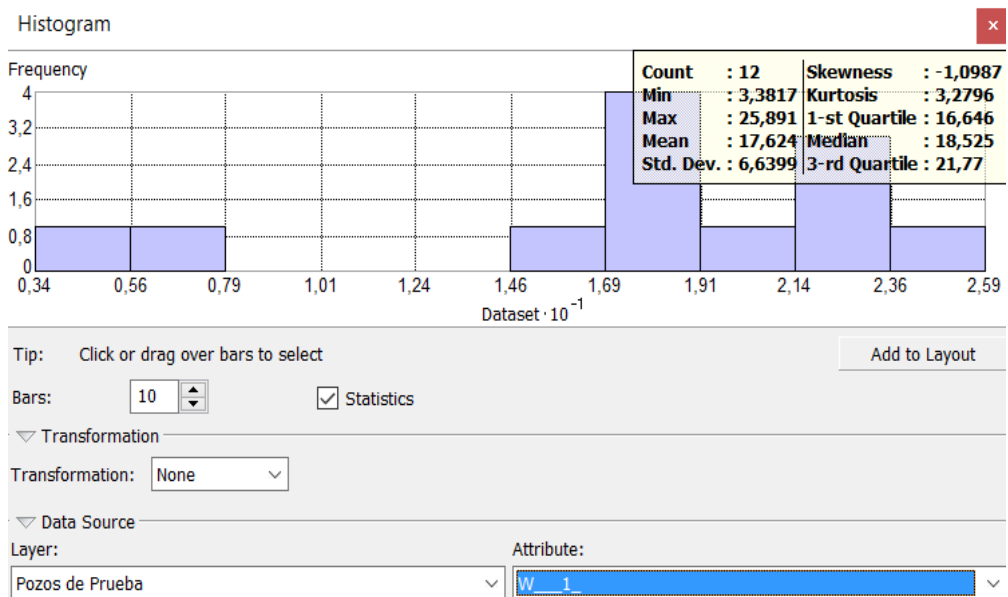 Histogram
×
Frequency
Count : 12 Skewness : -1,0987
Min : 3,3817 Kurtosis : 3,2796
Max : 25,891 1-st Quartile : 16,646
Mean : 17,624 Median : 18,525
Std. Dev. : 6,6399 3-rd Quartile : 21,77
4
3,2
2,4
1,6
0,8
0
0,34 0,56 0,79 1,01 1,24 1,46 1,69 1,91 2,14 2,36 2,59
Dataset · 10⁻¹
Tip: Click or drag over bars to select Add to Layout
Bars: 10 Statistics
Transformation
Transformation: None
Data Source
Layer: Attribute:
Pozos de Prueba W___1_